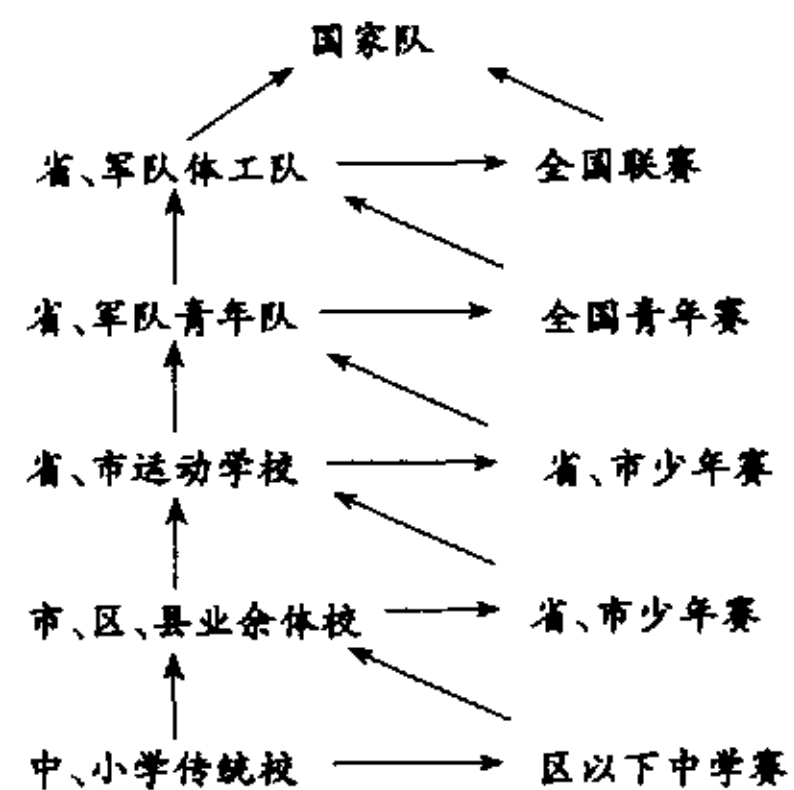 国家队
省、军队体工队 全国联赛
省、军队青年队 全国青年赛
省、市运动学校 省、市少年赛
市、区、县业余体校 省、市少年赛
中、小学传统校 区以下中学赛